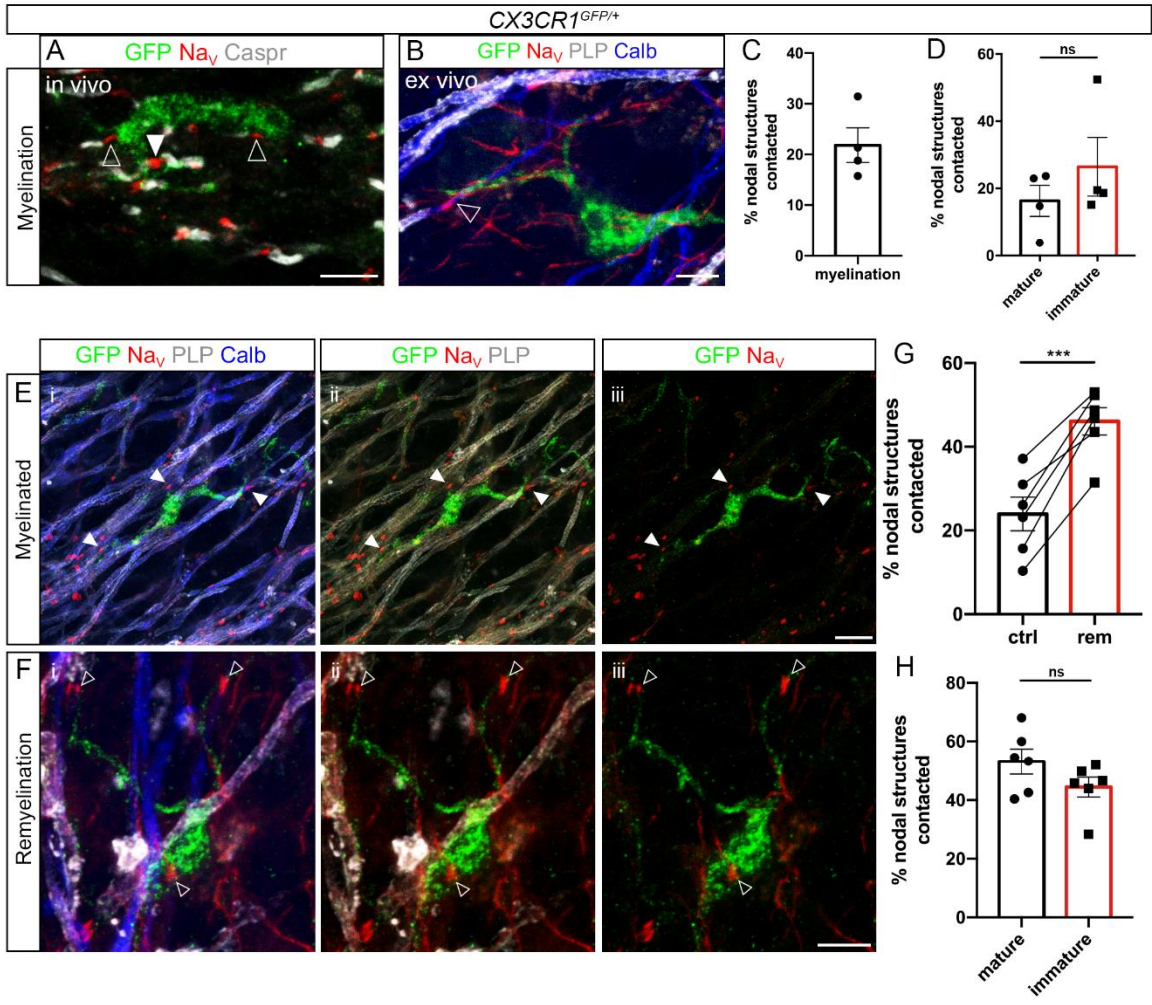 CX3CR1GFP/+
A
GFP NaV Caspr
in vivo
Myelination
B
GFP NaV PLP Calb
ex vivo
C
% nodal structures
contacted
40
30
20
10
0
myelination
D
% nodal structures
contacted
60
40
20
0
ns
mature
immature
GFP NaV PLP Calb
GFP NaV PLP
GFP NaV
E
Myelinated
i
ii
iii
G
% nodal structures
contacted
60
40
20
0
***
ctrl
rem
F
Remyelination
i
ii
iii
H
% nodal structures
contacted
80
60
40
20
0
ns
mature
immature